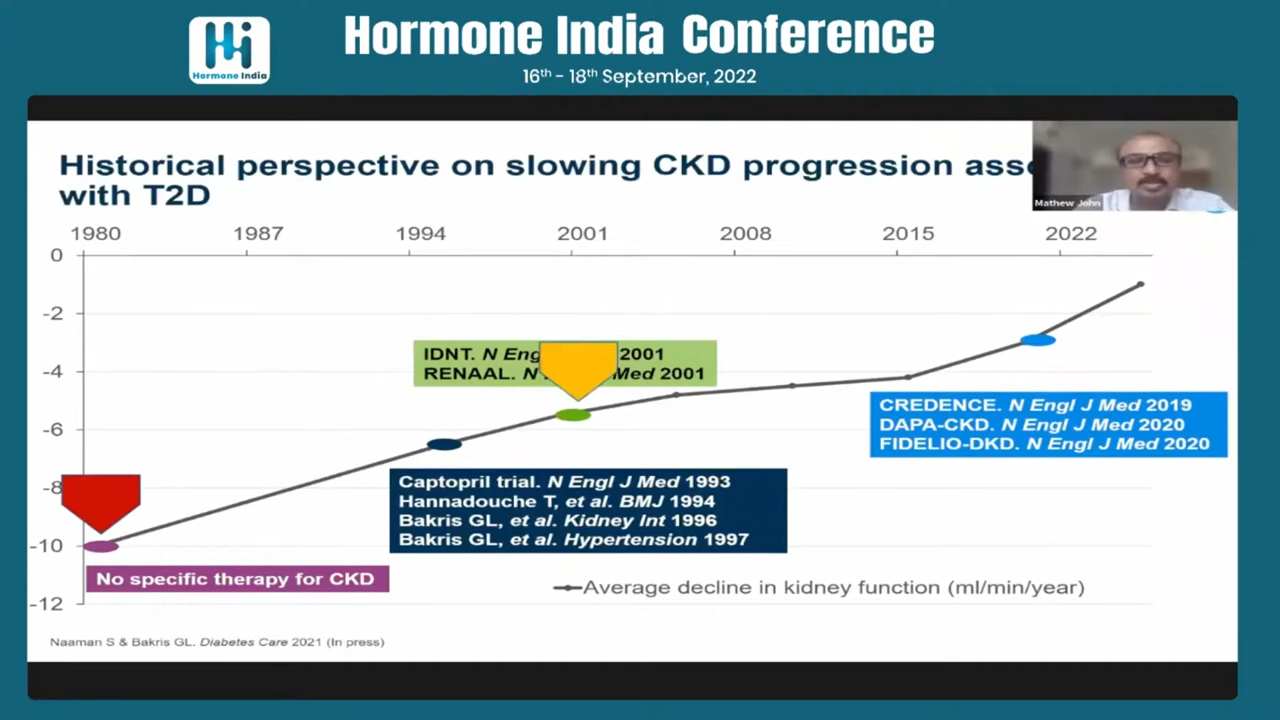 Hormone India
Hormone India Conference
16th - 18th September, 2022
Historical perspective on slowing CKD progression
with T2D
Mathew John
1980 1987 1994 2001 2008 2015 2022
0
-2
-4
-6
-8
-10
-12
IDNT. N Eng 2001
RENAAL. N Med 2001
CREDENCE. N Engl J Med 2019
DAPA-CKD. N Engl J Med 2020
FIDELIO-DKD. N Engl J Med 2020
Captopril trial. N Engl J Med 1993
Hannadouche T, et al. BMJ 1994
Bakris GL, et al. Kidney Int 1996
Bakris GL, et al. Hypertension 1997
No specific therapy for CKD
Average decline in kidney function (ml/min/year)
Naaman S & Bakris GL. Diabetes Care 2021 (In press)